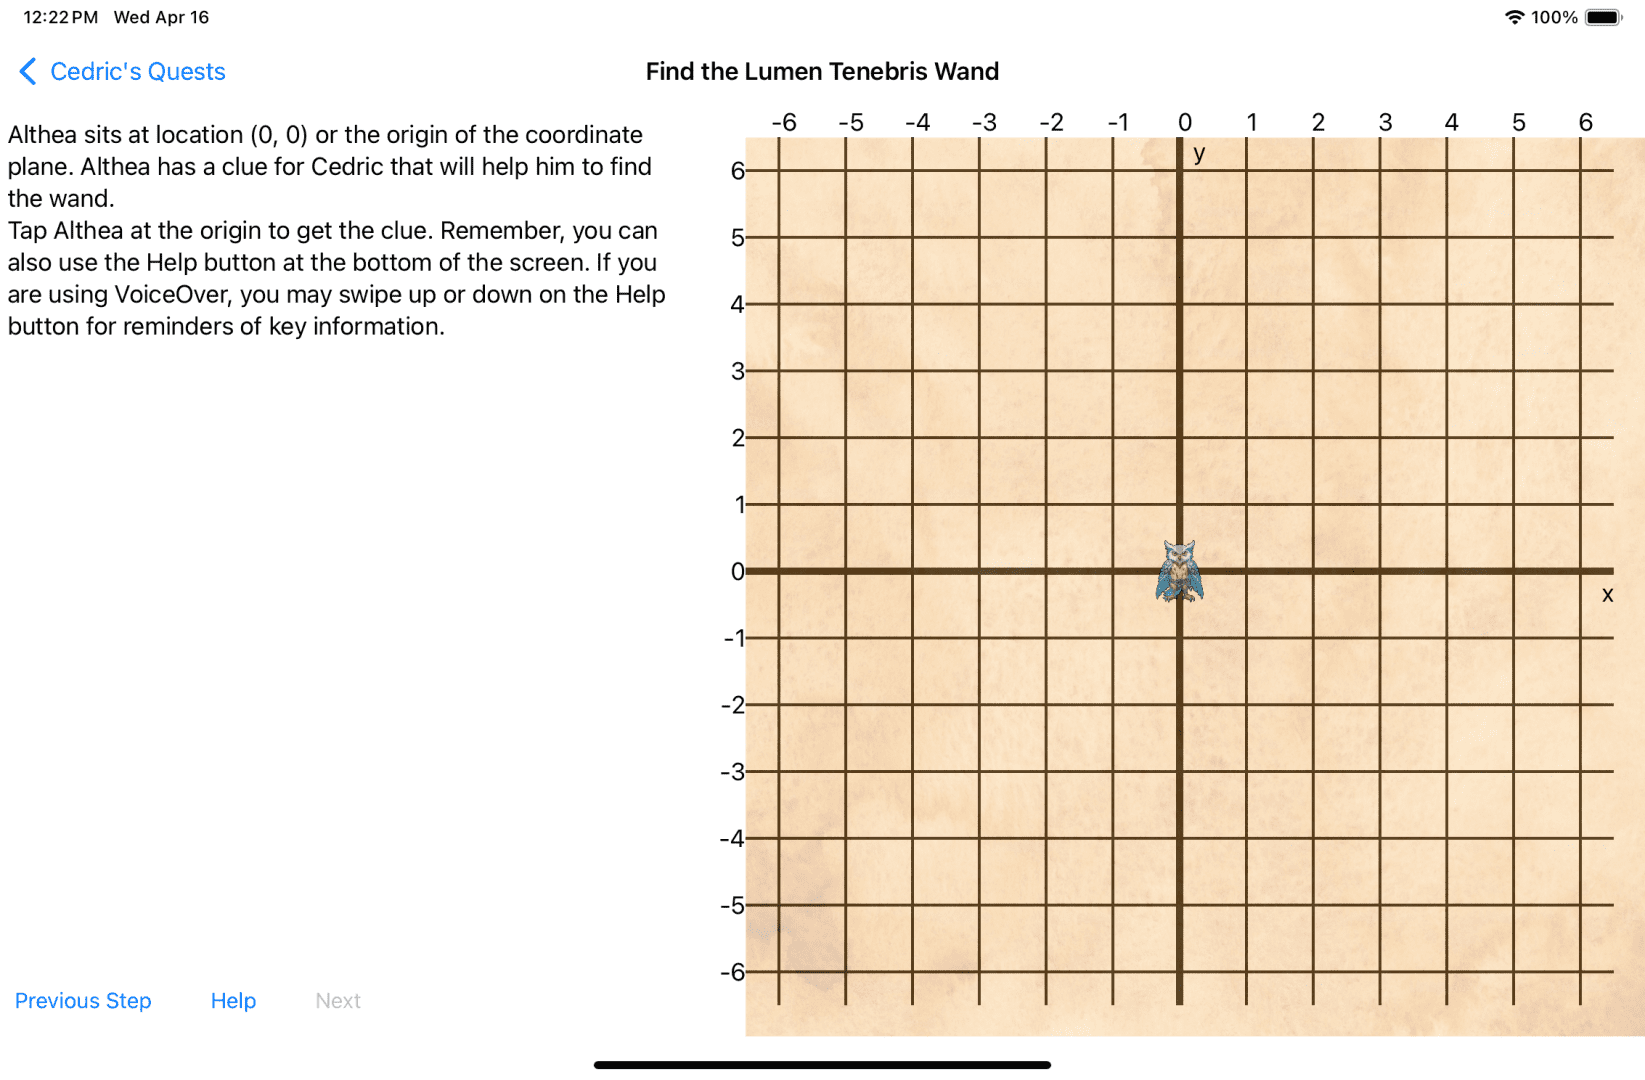 12:22 PM Wed Apr 16
100%
Cedric's Quests
Find the Lumen Tenebris Wand
Althea sits at location (0, 0) or the origin of the coordinate
plane. Althea has a clue for Cedric that will help him to find
the wand.
Tap Althea at the origin to get the clue. Remember, you can
also use the Help button at the bottom of the screen. If you
are using VoiceOver, you may swipe up or down on the Help
button for reminders of key information.
-6 -5 -4 -3 -2 -1 0 1 2 3 4 5 6
y
6
5
4
3
2
1
0
x
-1
-2
-3
-4
-5
-6
Previous Step Help Next